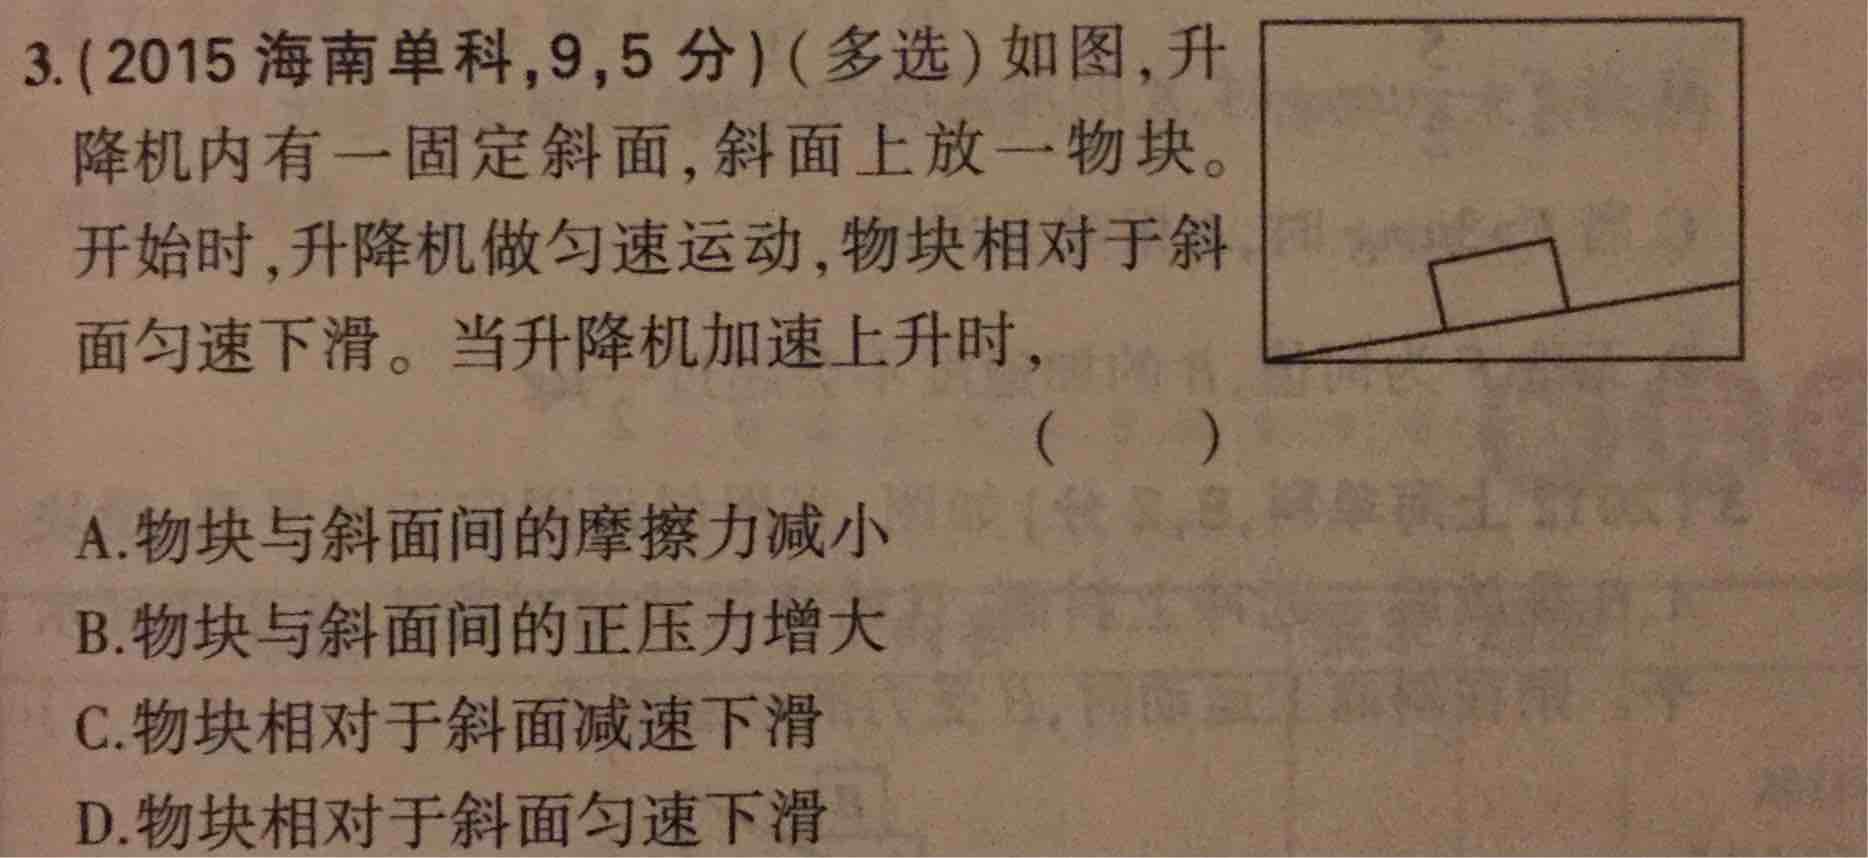 3.(2015海南单科,9,5分)(多选)如图,升
降机内有一固定斜面,斜面上放一物块。
开始时,升降机做匀速运动,物块相对于斜
面匀速下滑。当升降机加速上升时,
(    )
A.物块与斜面间的摩擦力减小
B.物块与斜面间的正压力增大
C.物块相对于斜面减速下滑
D.物块相对于斜面匀速下滑